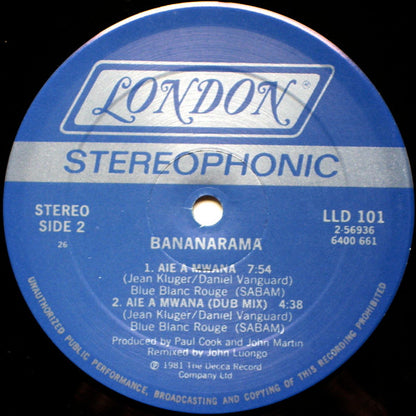 LONDON
STEREOPHONIC
STEREO
SIDE 2
26
LLD 101
2-56936
6400 661
BANANARAMA
1. AIE A MWANA 7:54
(Jean Kluger/Daniel Vanguard)
Blue Blanc Rouge (SABAM)
2. AIE A MWANA (DUB MIX) 4:38
(Jean Kluger/Daniel Vanguard)
Blue Blanc Rouge (SABAM)
Produced by Paul Cook and John Martin
Remixed by John Luongo
℗ 1981 The Decca Record
Company Ltd
UNAUTHORIZED PUBLIC PERFORMANCE, BROADCASTING AND COPYING OF THIS RECORDING PROHIBITED